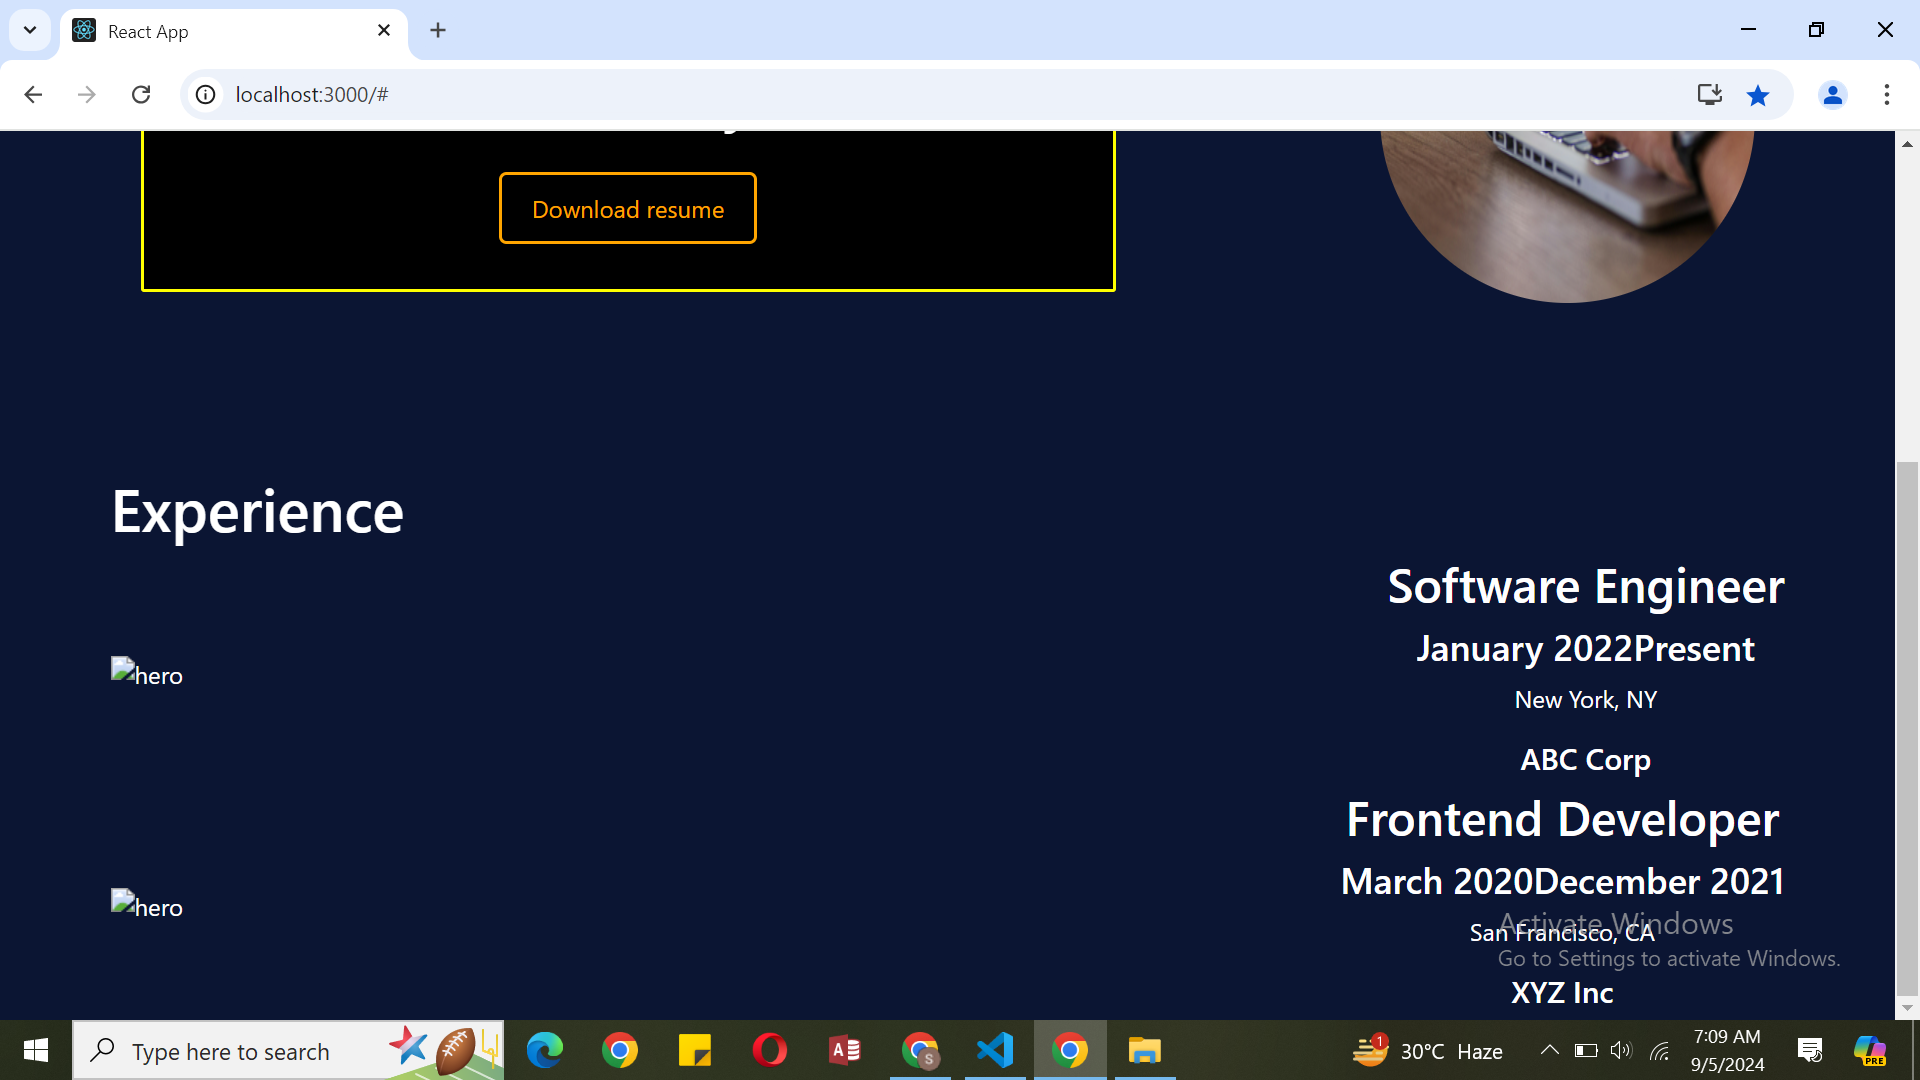 React App
localhost:3000/#
Download resume
Experience
Software Engineer
January 2022Present
hero
New York, NY
ABC Corp
Frontend Developer
March 2020December 2021
hero
San Francisco, CA
Activate Windows
Go to Settings to activate Windows.
XYZ Inc
Type here to search
S
1
30°C Haze
7:09 AM
9/5/2024
PRE